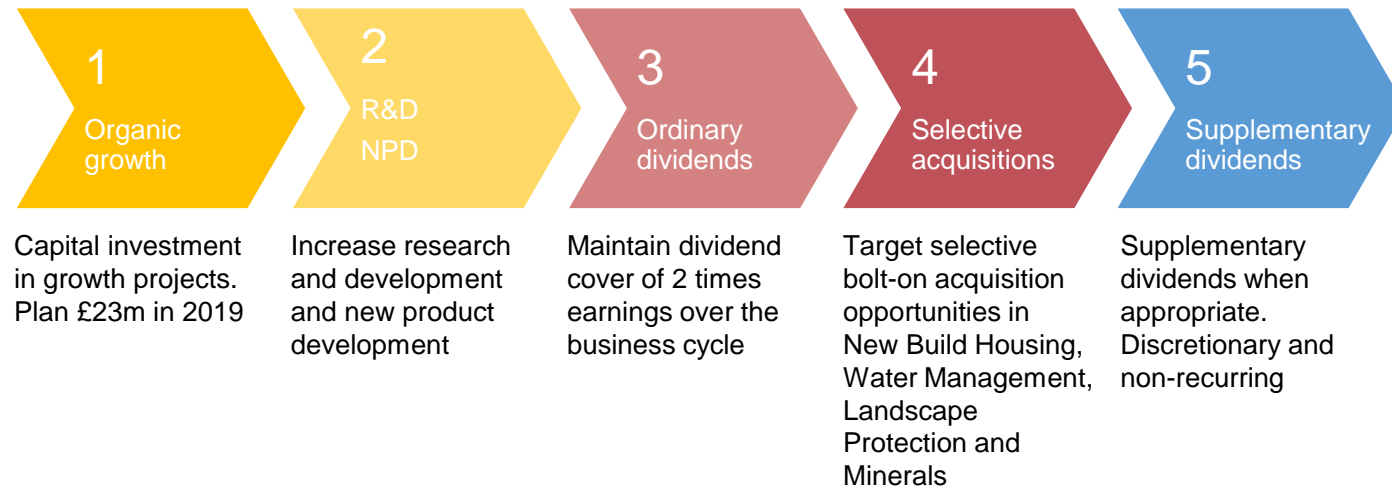 1
Organic
growth
2
R&D
NPD
3
Ordinary
dividends
4
Selective
acquisitions
5
Supplementary
dividends
Capital investment
in growth projects.
Plan £23m in 2019
Increase research
and development
and new product
development
Maintain dividend
cover of 2 times
earnings over the
business cycle
Target selective
bolt-on acquisition
opportunities in
New Build Housing,
Water Management,
Landscape
Protection and
Minerals
Supplementary
dividends when
appropriate.
Discretionary and
non-recurring